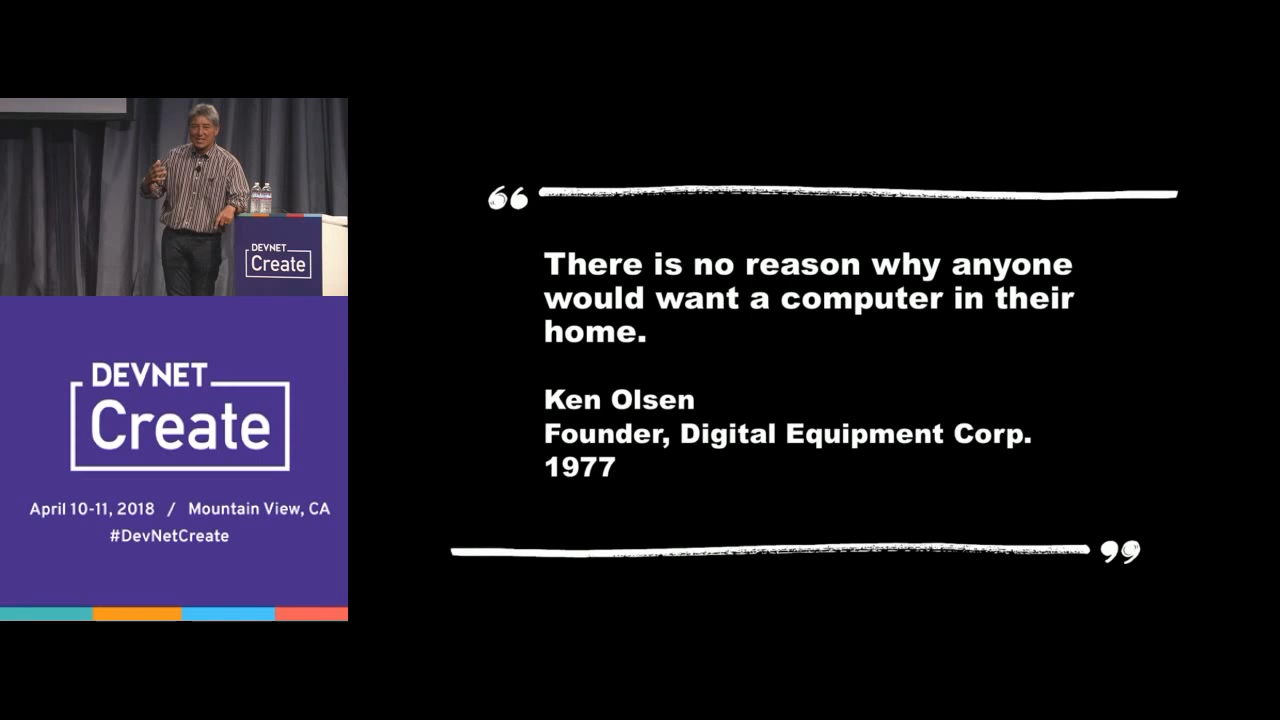 DEVNET
Create
DEVNET
Create
April 10-11, 2018 / Mountain View, CA
#DevNetCreate
“
There is no reason why anyone
would want a computer in their
home.
Ken Olsen
Founder, Digital Equipment Corp.
1977
”